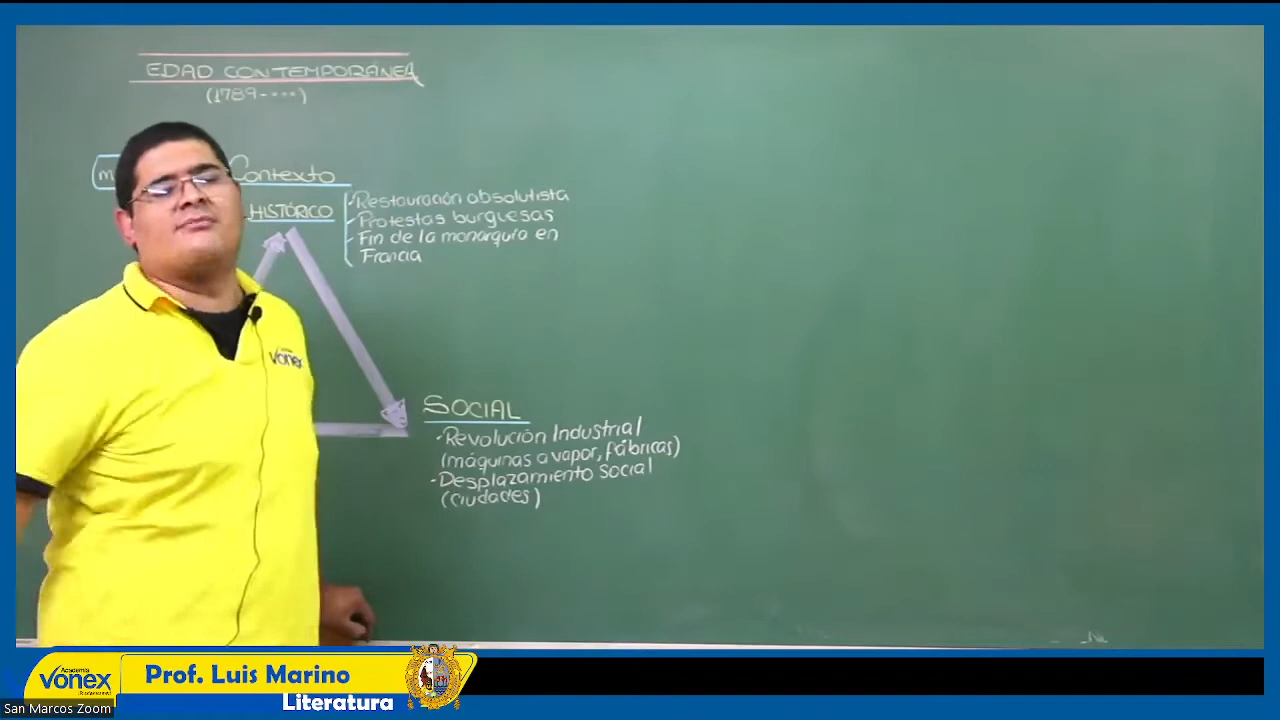 EDAD CONTEMPORÁNEA
(1789-....)
Contexto
HISTÓRICO
Restauración absolutista
Protestas burguesas
Fin de la monarquía en
Francia
SOCIAL
-Revolución Industrial
(máquinas a vapor, fábricas)
-Desplazamiento social
(ciudades)
vonex
Academia
vonex
Prof. Luis Marino
Literatura
San Marcos Zoom